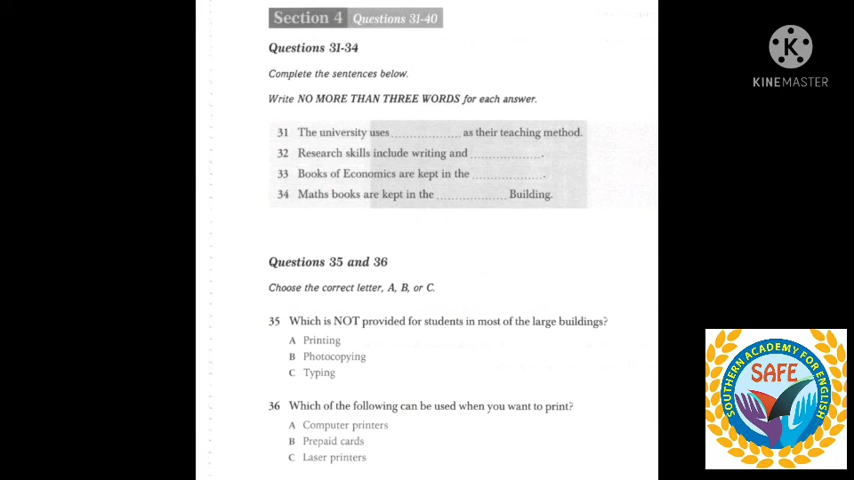 Section 4 Questions 31-40
Questions 31-34
Complete the sentences below.
Write NO MORE THAN THREE WORDS for each answer.
31 The university uses .................... as their teaching method.
32 Research skills include writing and .................... .
33 Books of Economics are kept in the .................... .
34 Maths books are kept in the .................... Building.
Questions 35 and 36
Choose the correct letter, A, B, or C.
35 Which is NOT provided for students in most of the large buildings?
A Printing
B Photocopying
C Typing
36 Which of the following can be used when you want to print?
A Computer printers
B Prepaid cards
C Laser printers
K
KINEMASTER
SOUTHERN ACADEMY FOR ENGLISH
SAFE